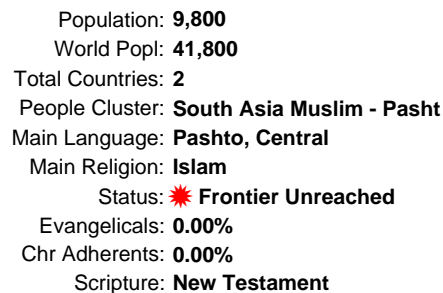 Population: 9,800
World Popl: 41,800
Total Countries: 2
People Cluster: South Asia Muslim - Pasht
Main Language: Pashto, Central
Main Religion: Islam
Status: Frontier Unreached
Evangelicals: 0.00%
Chr Adherents: 0.00%
Scripture: New Testament